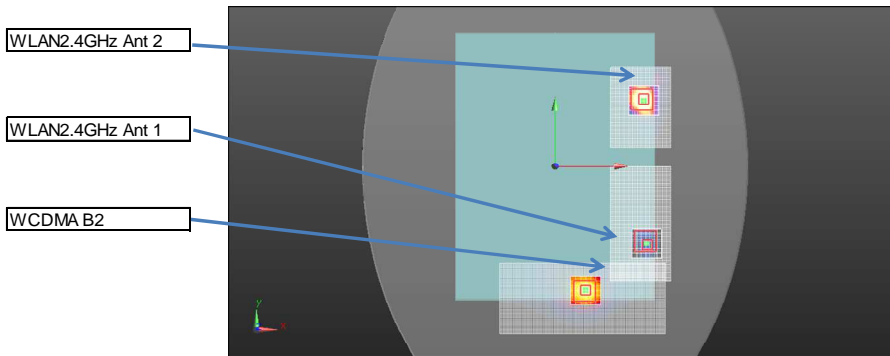 WLAN2.4GHz Ant 2
WLAN2.4GHz Ant 1
WCDMA B2
y
x